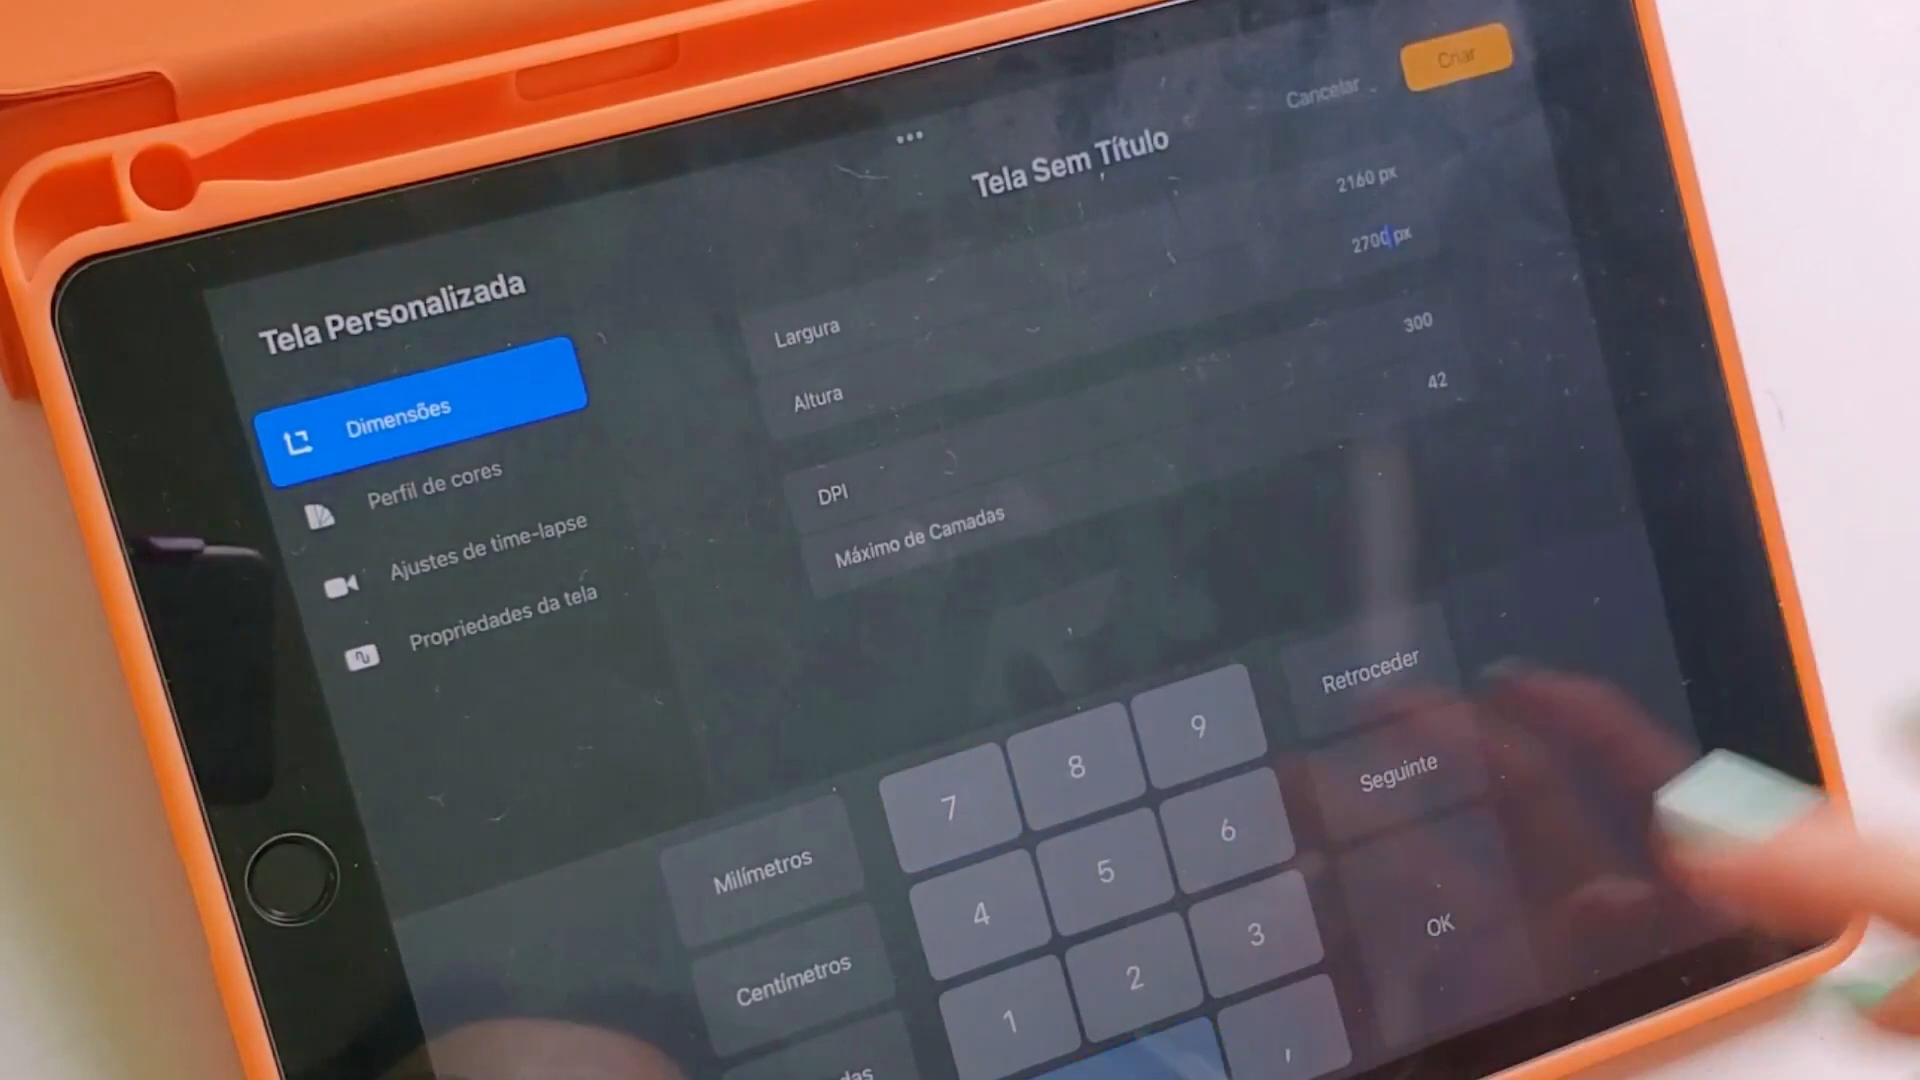 Cancelar
Criar
Tela Sem Título
Tela Personalizada
Dimensões
Perfil de cores
Ajustes de time-lapse
Propriedades da tela
Largura 2160 px
Altura 2700 px
DPI 300
Máximo de Camadas 42
Milímetros
Centímetros
7 8 9 Retroceder
4 5 6 Seguinte
1 2 3 OK
,